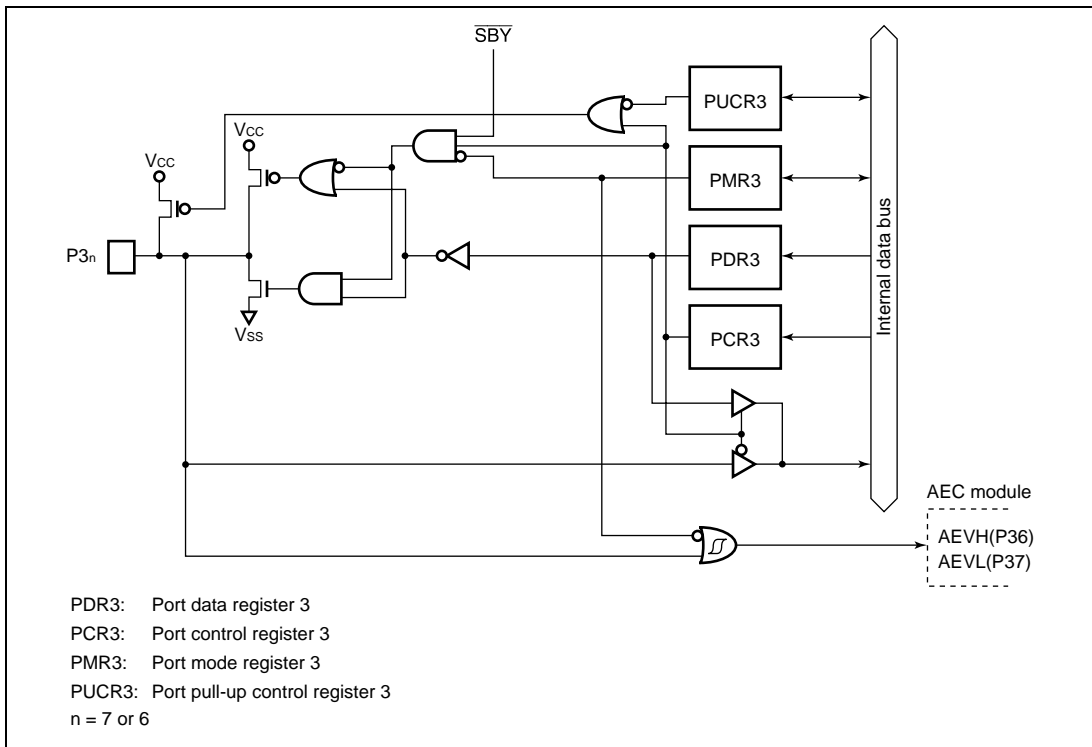 SBY
PUCR3
VCC
VCC
PMR3
P3n
PDR3
Internal data bus
VSS
PCR3
AEC module
AEVH(P36)
AEVL(P37)
PDR3: Port data register 3
PCR3: Port control register 3
PMR3: Port mode register 3
PUCR3: Port pull-up control register 3
n = 7 or 6